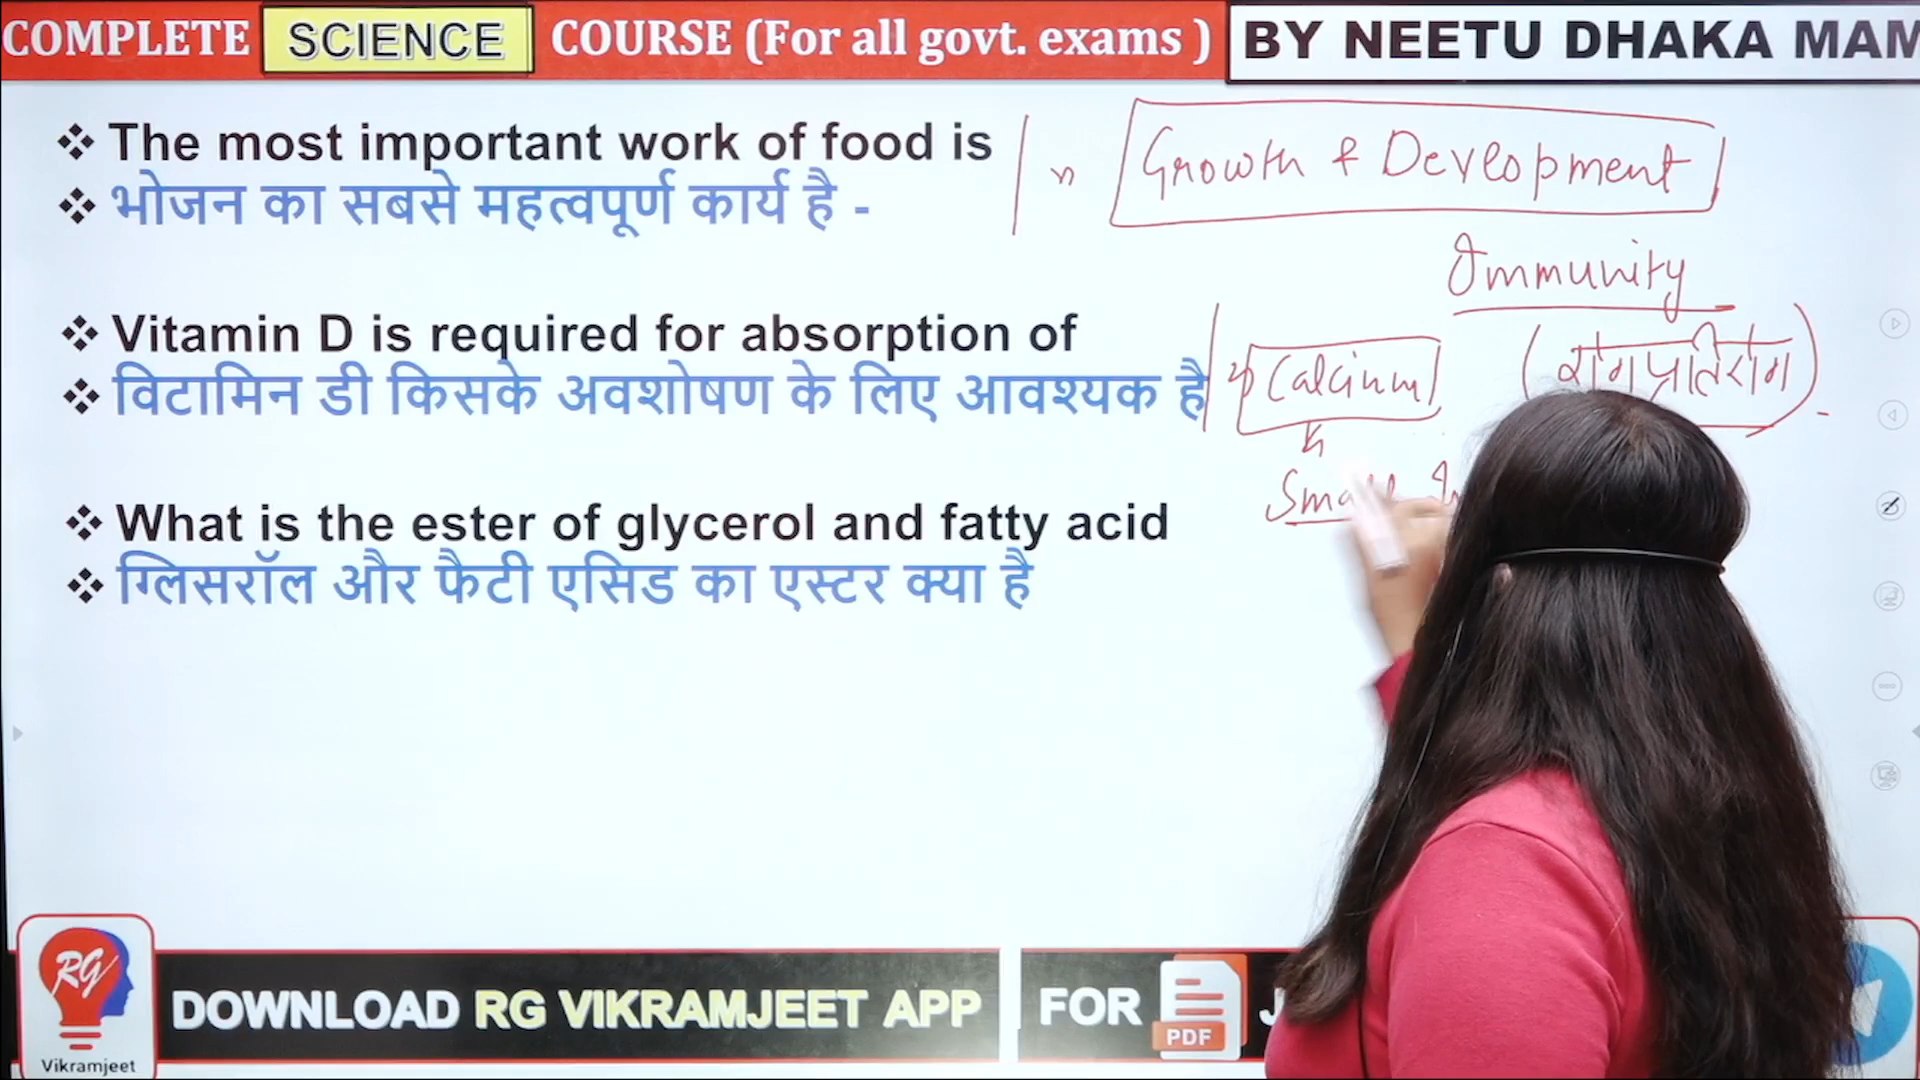 COMPLETE SCIENCE COURSE (For all govt. exams ) BY NEETU DHAKA MAM
❖ The most important work of food is
❖ भोजन का सबसे महत्वपूर्ण कार्य है -
Growth & Development
Immunity
❖ Vitamin D is required for absorption of
❖ विटामिन डी किसके अवशोषण के लिए आवश्यक है
Calcium
(रोग प्रतिरोग)
Small
❖ What is the ester of glycerol and fatty acid
❖ ग्लिसरॉल और फैटी एसिड का एस्टर क्या है
RG
Vikramjeet
DOWNLOAD RG VIKRAMJEET APP
FOR PDF